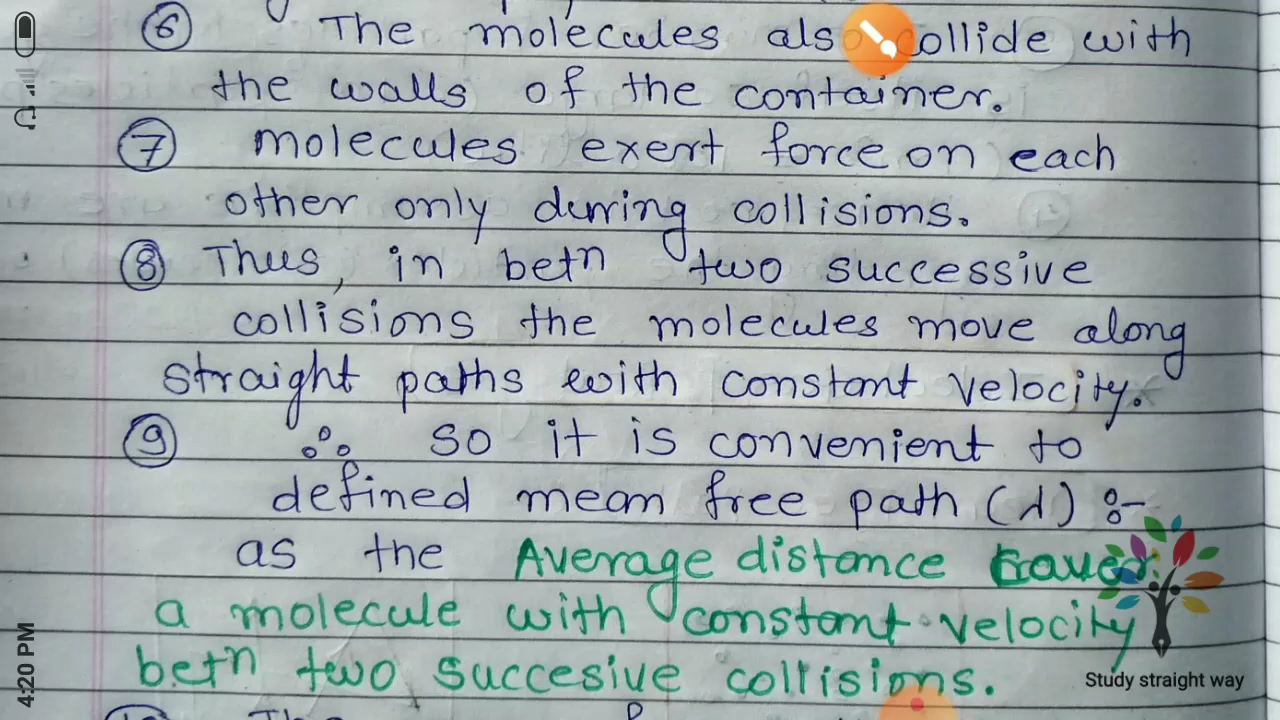 ⑥ The molecules also collide with
the walls of the container.
⑦ molecules exert force on each
other only during collisions.
⑧ Thus, in betn two successive
collisions the molecules move along
straight paths with constant velocity.
⑨ ∴ so it is convenient to
defined mean free path (λ) :-
as the Average distance
a molecule with constant velocity
betn two succesive collisions.
Study straight way
4:20 PM